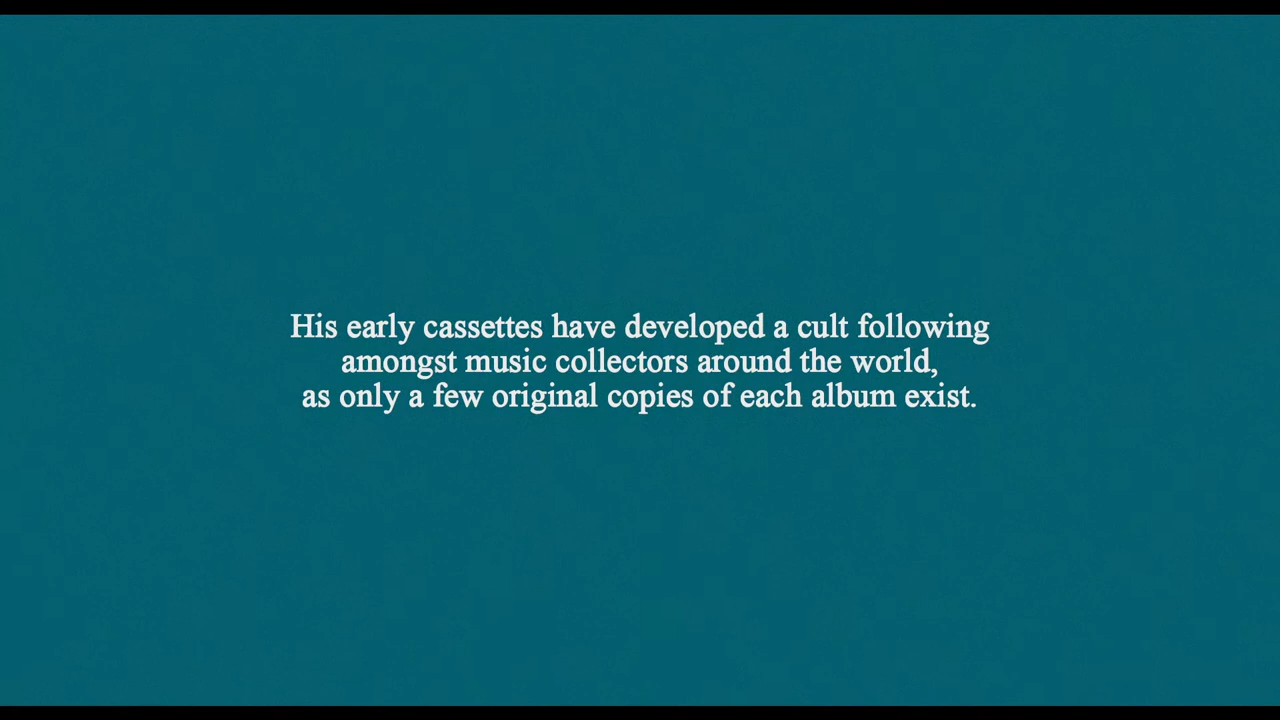 His early cassettes have developed a cult following
amongst music collectors around the world,
as only a few original copies of each album exist.